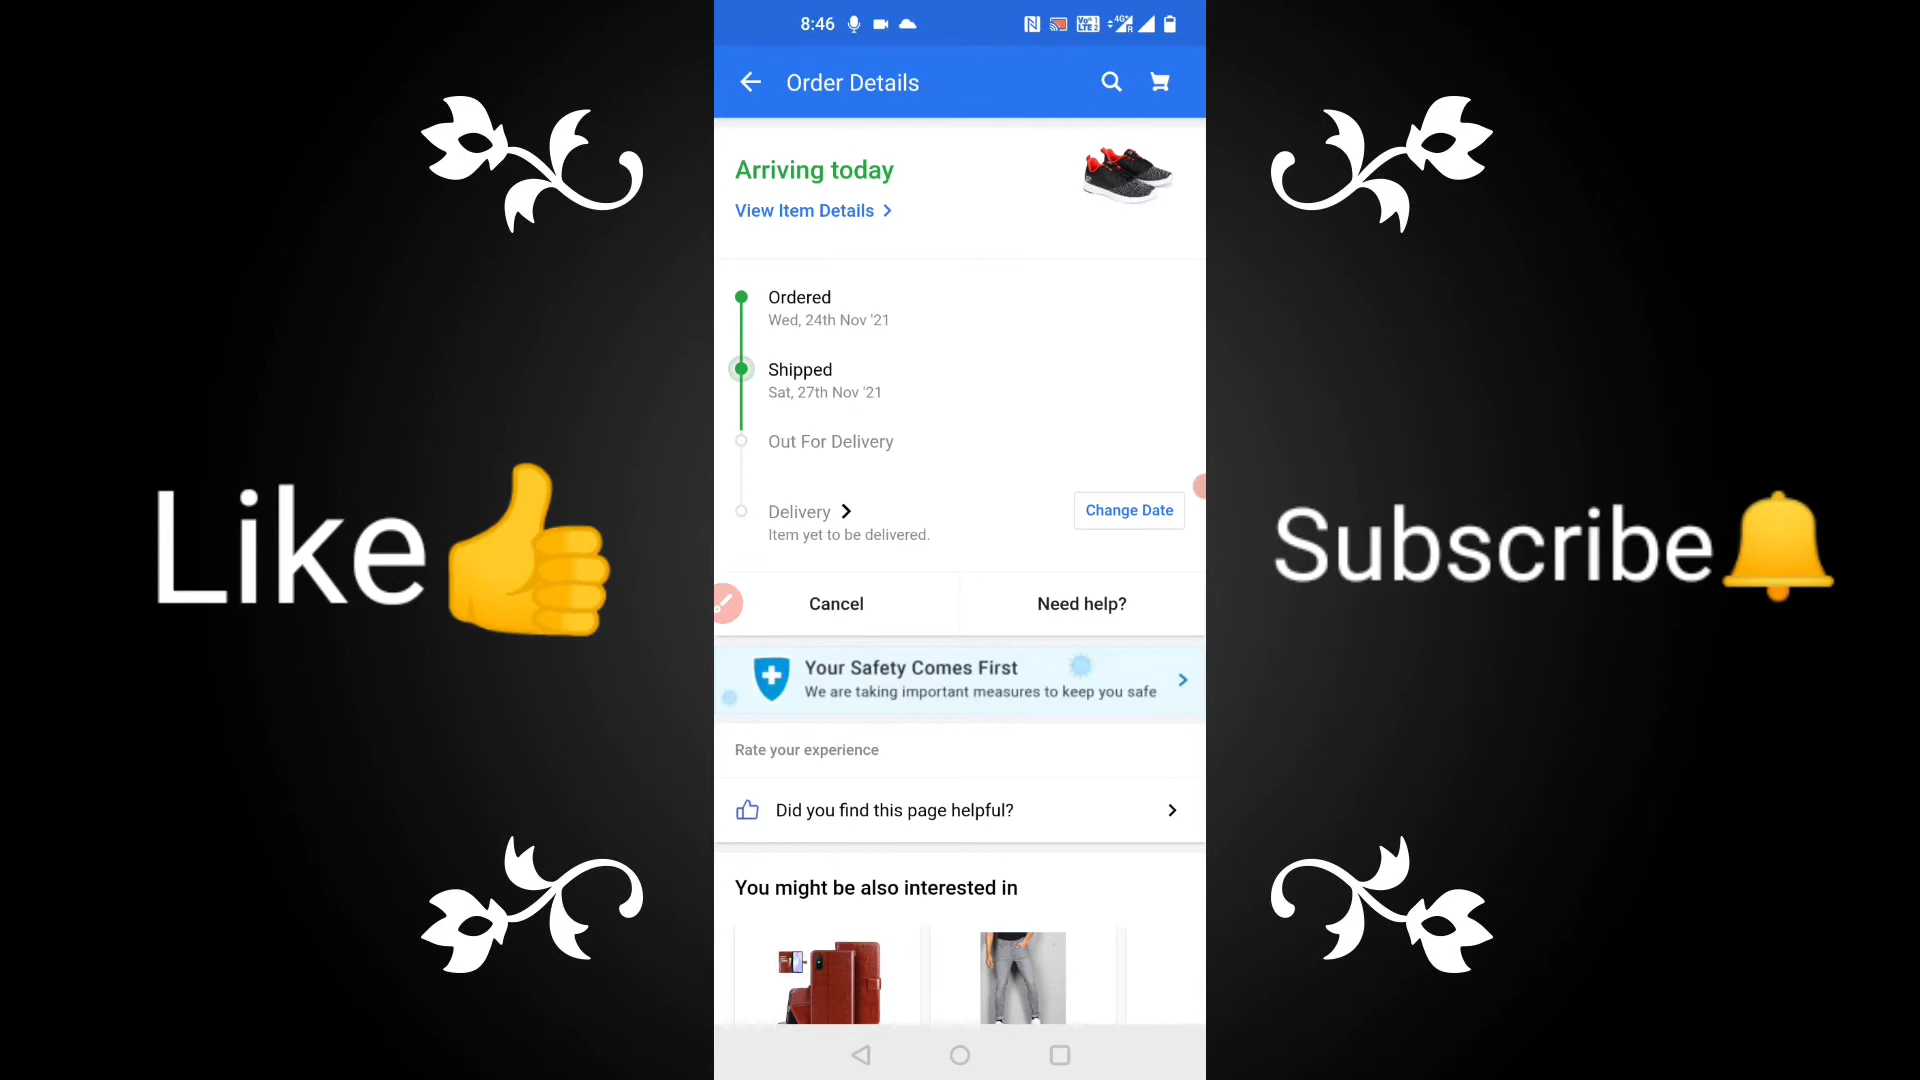 8:46
Order Details
Arriving today
View Item Details
Ordered
Wed, 24th Nov '21
Shipped
Sat, 27th Nov '21
Out For Delivery
Delivery
Change Date
Item yet to be delivered.
Cancel
Need help?
Your Safety Comes First
We are taking important measures to keep you safe
Rate your experience
Did you find this page helpful?
You might be also interested in
Like
Subscribe